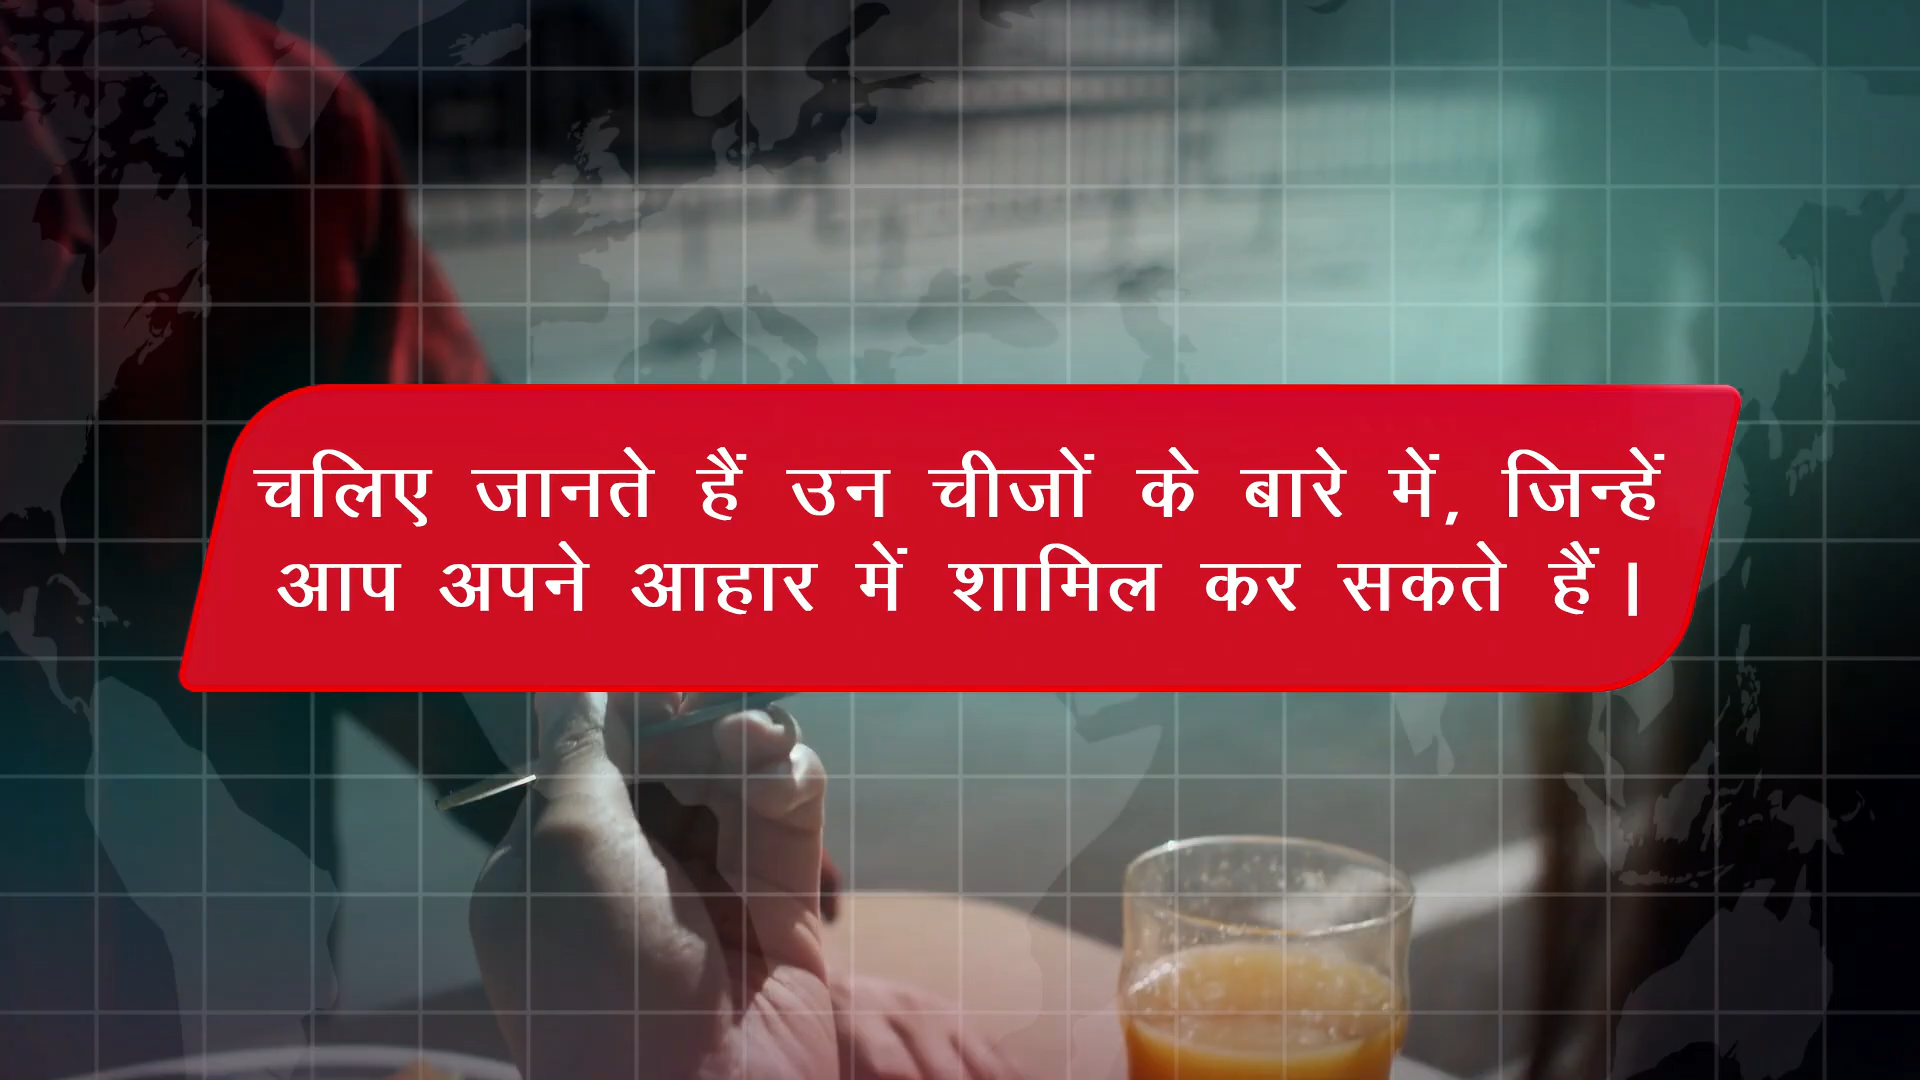 चलिए जानते हैं उन चीजों के बारे में, जिन्हें
आप अपने आहार में शामिल कर सकते हैं।